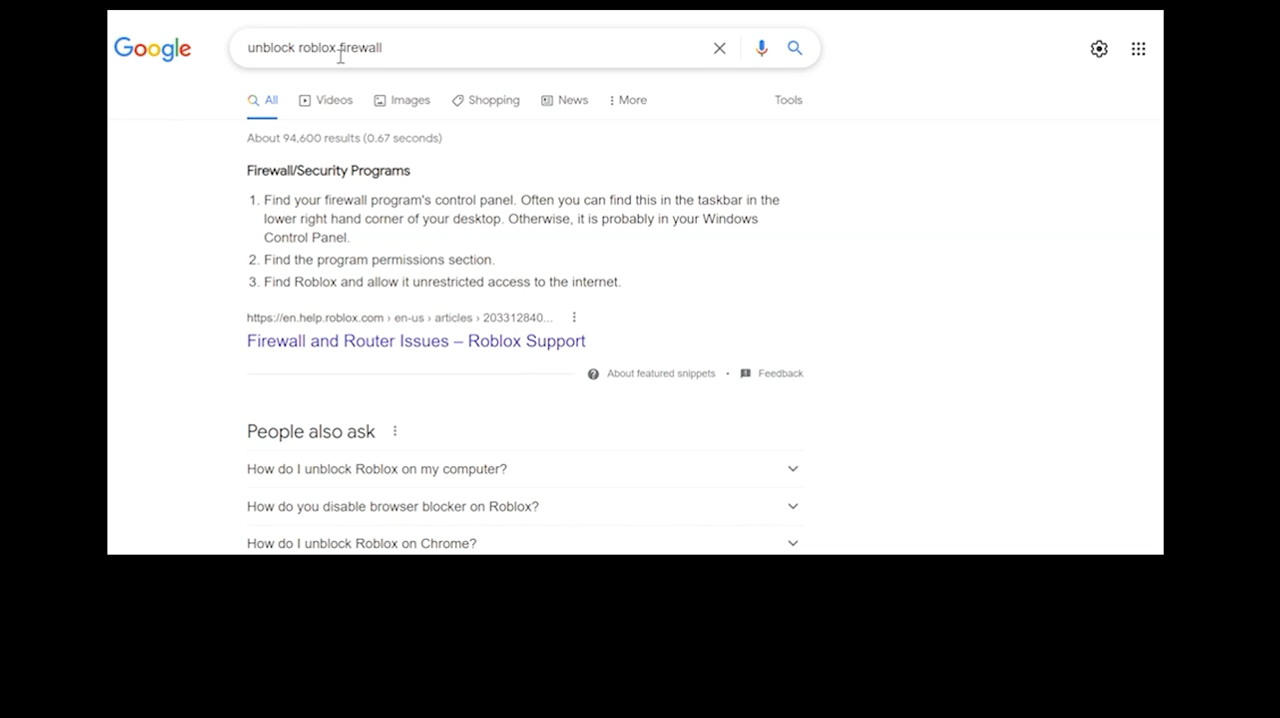 Google
unblock roblox firewall
All Videos Images Shopping News More Tools
About 94,600 results (0.67 seconds)
Firewall/Security Programs
1. Find your firewall program's control panel. Often you can find this in the taskbar in the
lower right hand corner of your desktop. Otherwise, it is probably in your Windows
Control Panel.
2. Find the program permissions section.
3. Find Roblox and allow it unrestricted access to the internet.
https://en.help.roblox.com › en-us › articles › 203312840...
Firewall and Router Issues – Roblox Support
About featured snippets • Feedback
People also ask
How do I unblock Roblox on my computer?
How do you disable browser blocker on Roblox?
How do I unblock Roblox on Chrome?